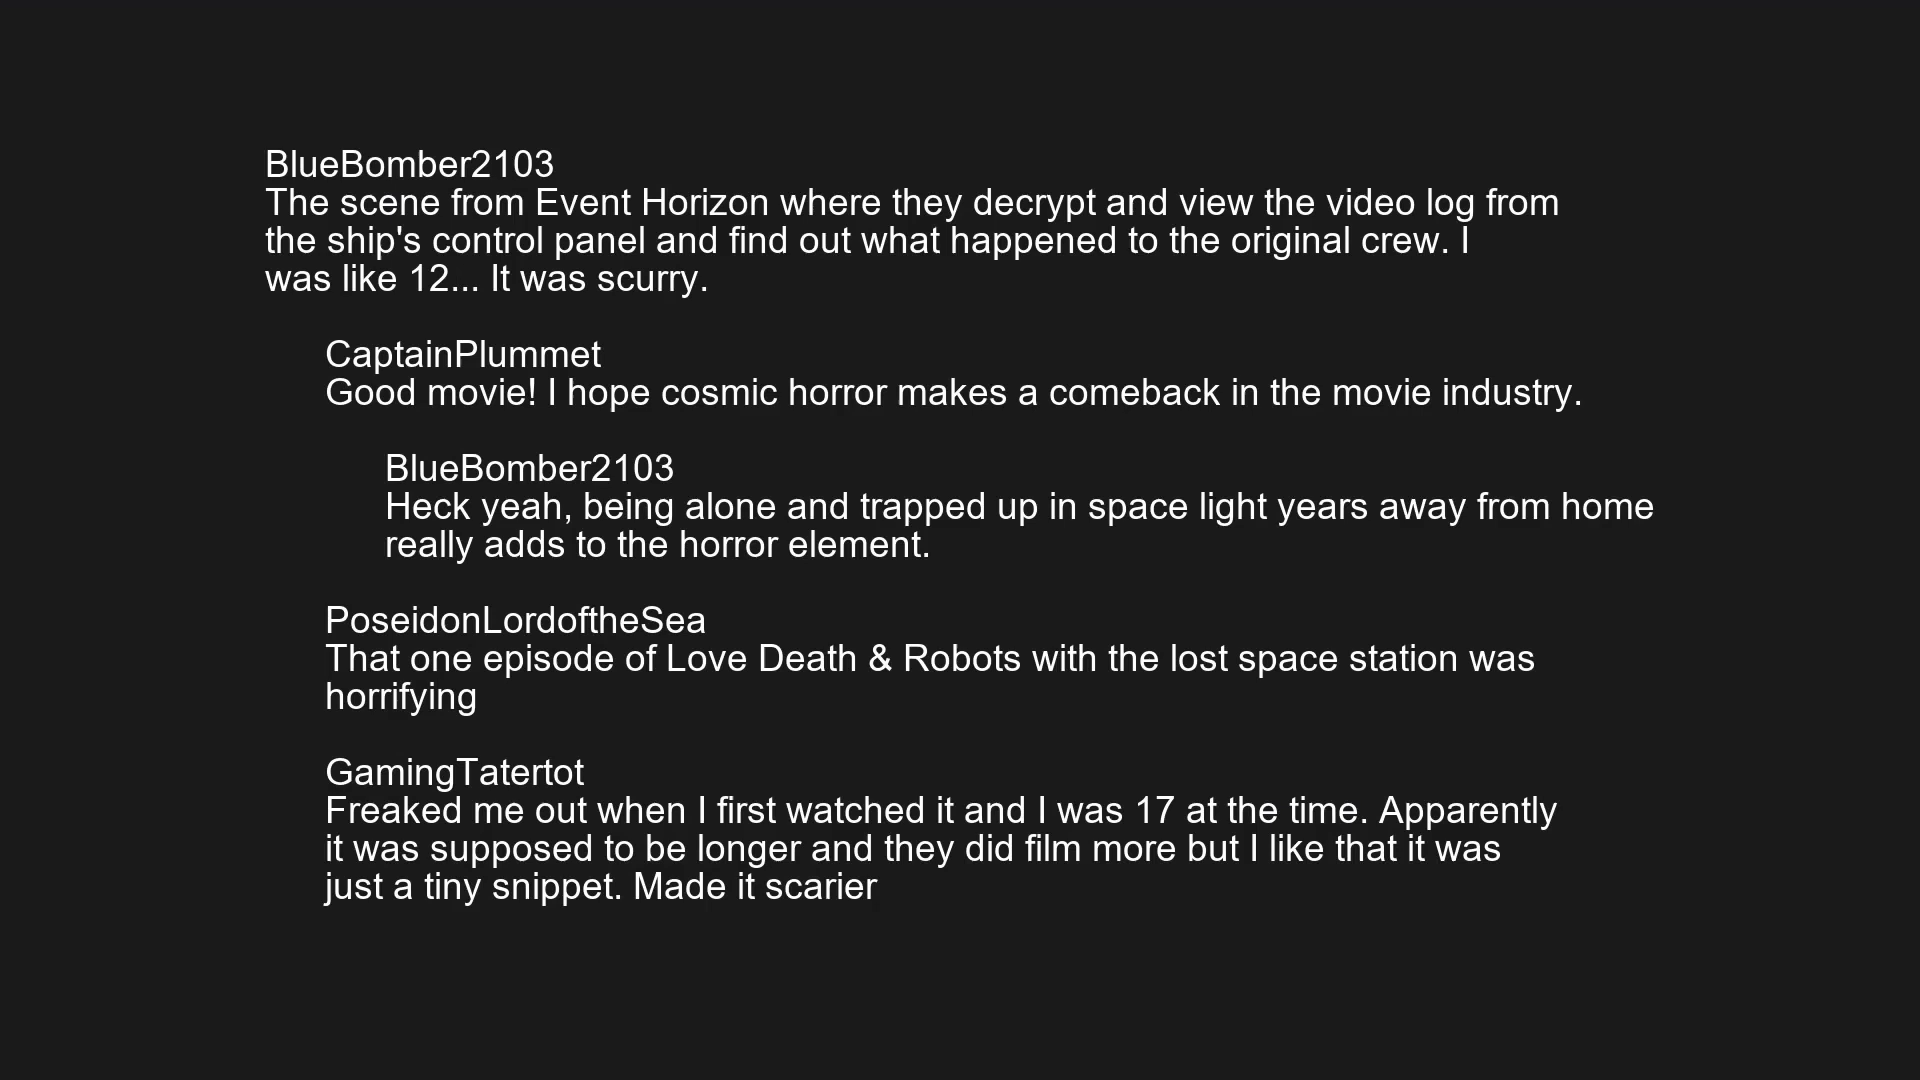 BlueBomber2103
The scene from Event Horizon where they decrypt and view the video log from
the ship's control panel and find out what happened to the original crew. I
was like 12... It was scurry.
CaptainPlummet
Good movie! I hope cosmic horror makes a comeback in the movie industry.
BlueBomber2103
Heck yeah, being alone and trapped up in space light years away from home
really adds to the horror element.
PoseidonLordoftheSea
That one episode of Love Death & Robots with the lost space station was
horrifying
GamingTatertot
Freaked me out when I first watched it and I was 17 at the time. Apparently
it was supposed to be longer and they did film more but I like that it was
just a tiny snippet. Made it scarier